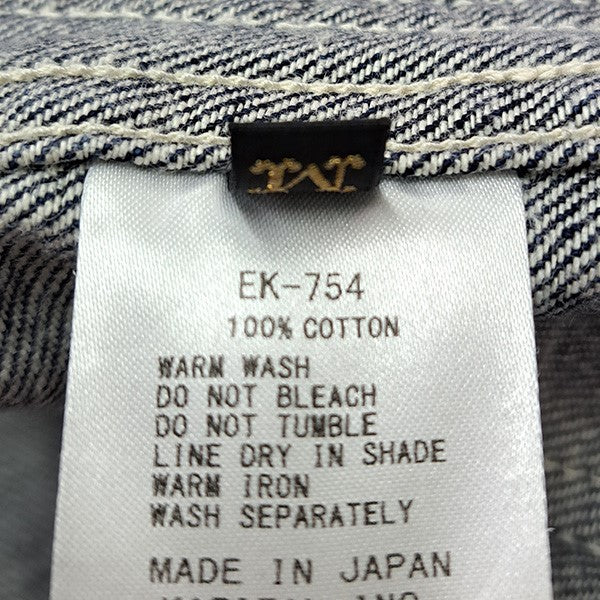 EK-754
100% COTTON
WARM WASH
DO NOT BLEACH
DO NOT TUMBLE
LINE DRY IN SHADE
WARM IRON
WASH SEPARATELY
MADE IN JAPAN